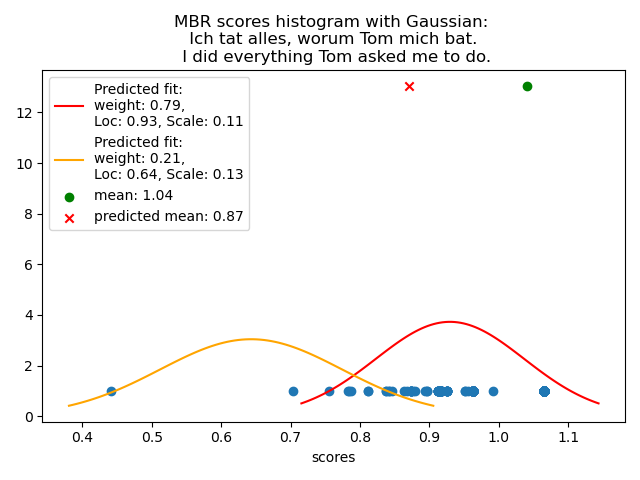 MBR scores histogram with Gaussian:
Ich tat alles, worum Tom mich bat.
I did everything Tom asked me to do.
Predicted fit:
weight: 0.79,
Loc: 0.93, Scale: 0.11
Predicted fit:
weight: 0.21,
Loc: 0.64, Scale: 0.13
mean: 1.04
predicted mean: 0.87
12
10
8
6
4
2
0
0.4 0.5 0.6 0.7 0.8 0.9 1.0 1.1
scores